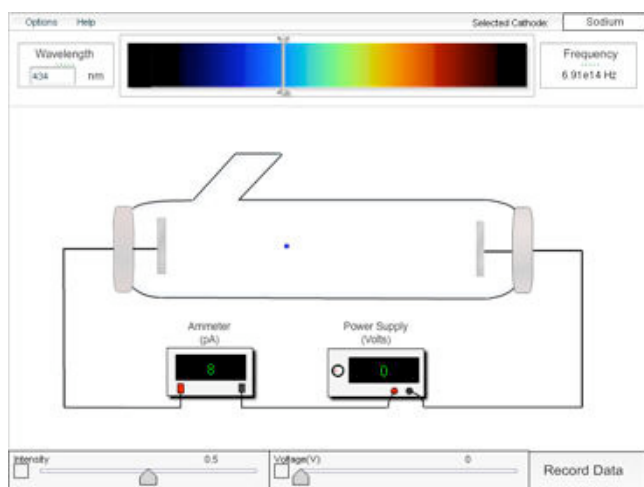 Options Help Selected Cathode: Sodium
Wavelength
434 nm
Frequency
6.91e14 Hz
Ammeter
(pA)
8
Power Supply
(Volts)
0
Intensity 0.5 Voltage(V) 0
Record Data